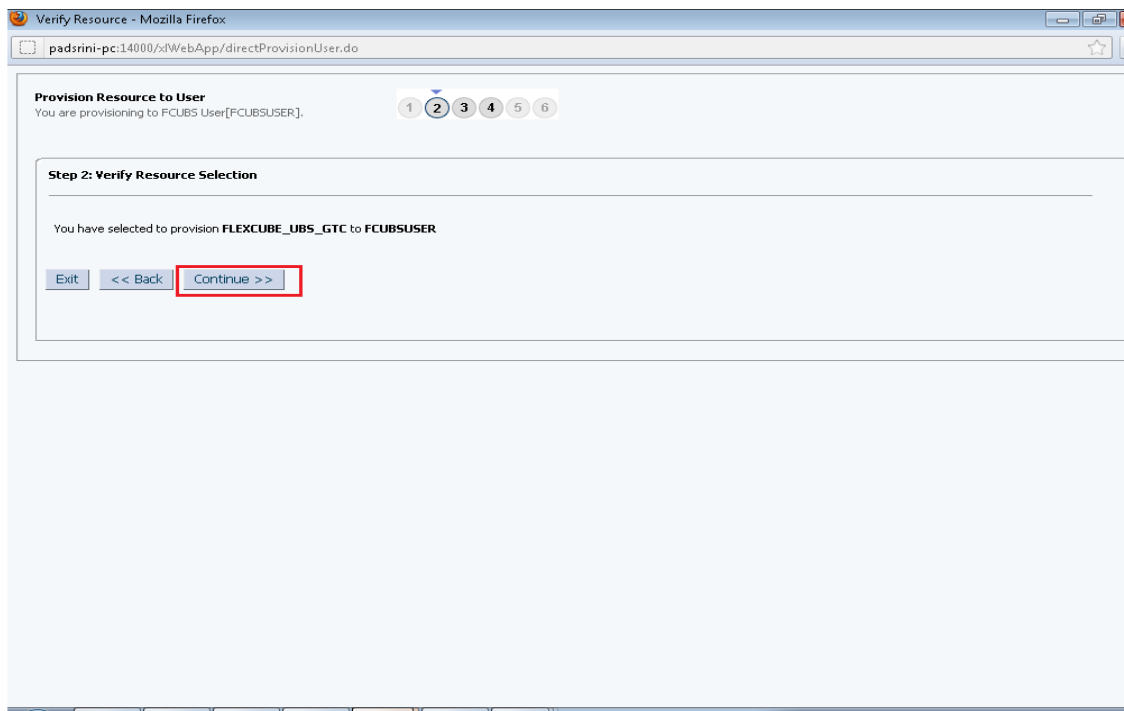 Verify Resource - Mozilla Firefox
padsrini-pc:14000/xlWebApp/directProvisionUser.do
Provision Resource to User
You are provisioning to FCUBS User[FCUBSUSER].
1 2 3 4 5 6
Step 2: Verify Resource Selection
You have selected to provision FLEXCUBE_UBS_GTC to FCUBSUSER
Exit << Back Continue >>